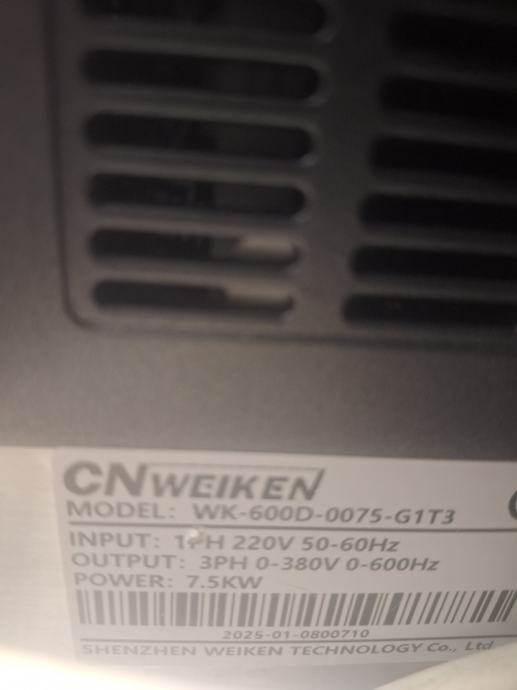 CNWEIKEN
MODEL: WK-600D-0075-G1T3
INPUT: 1PH 220V 50-60Hz
OUTPUT: 3PH 0-380V 0-600Hz
POWER: 7.5KW
2025-01-0800710
SHENZHEN WEIKEN TECHNOLOGY Co., Ltd